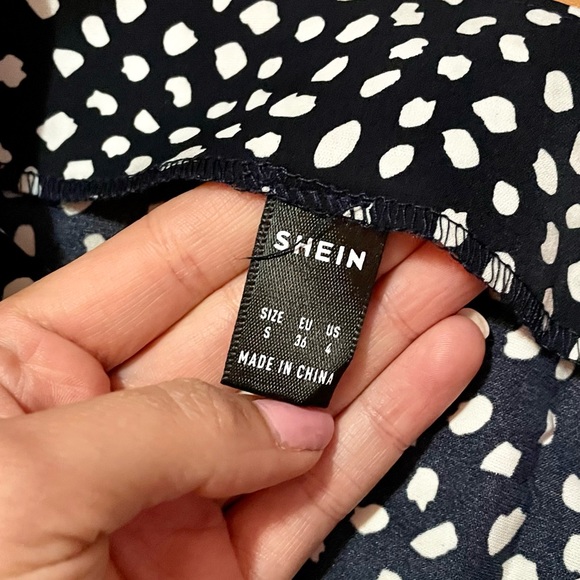 SHEIN
SIZE EU US
S 36 4
MADE IN CHINA